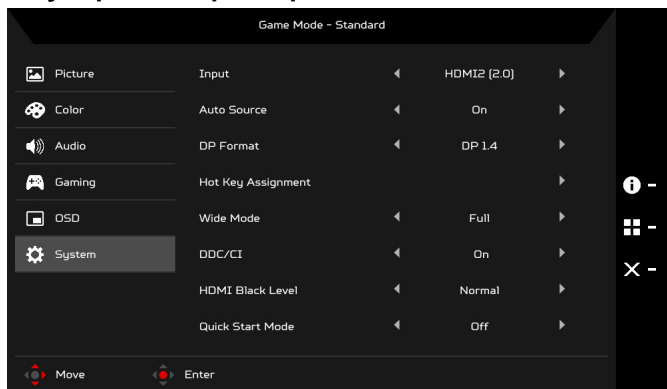 Game Mode - Standard
Picture
Input HDMI2 (2.0)
Color
Auto Source On
Audio
DP Format DP 1.4
Gaming
Hot Key Assignment
OSD
Wide Mode Full
System
DDC/CI On
HDMI Black Level Normal
Quick Start Mode Off
Move Enter